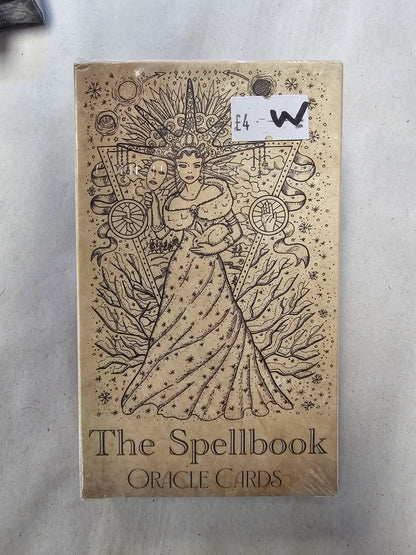 £4 - W
The Spellbook
ORACLE CARDS